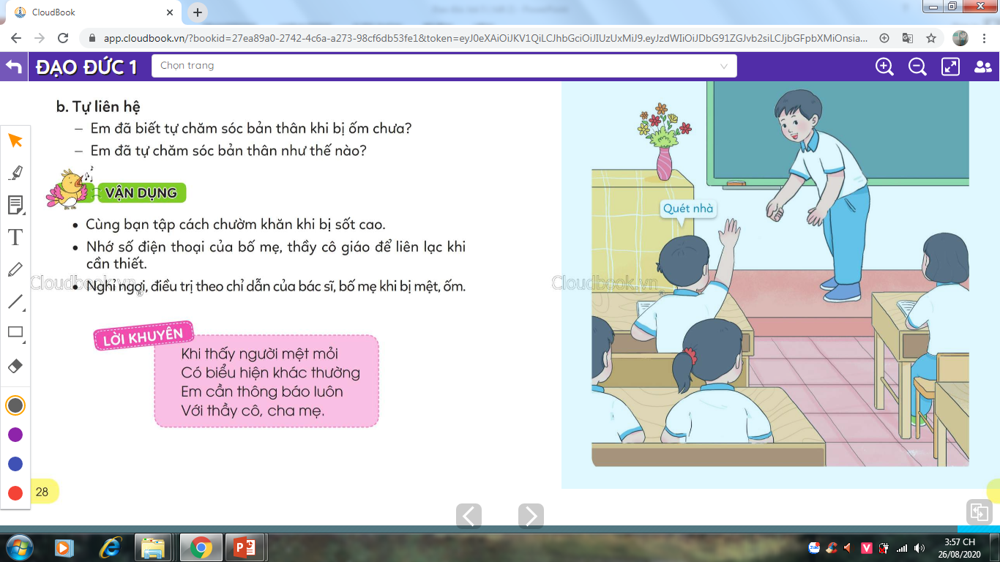 CloudBook
app.cloudbook.vn/?bookid=27ea89a0-2742-4c6a-a273-98cf6db53fe1&token=eyJ0eXAiOiJKV1QiLCJhbGciOiJIUzUxMiJ9.eyJzdWIiOiJDbG91ZGJvb2siLCJjbGFpbXMiOnsia...
ĐẠO ĐỨC 1
Chọn trang
b. Tự liên hệ
– Em đã biết tự chăm sóc bản thân khi bị ốm chưa?
– Em đã tự chăm sóc bản thân như thế nào?
VẬN DỤNG
• Cùng bạn tập cách chườm khăn khi bị sốt cao.
• Nhớ số điện thoại của bố mẹ, thầy cô giáo để liên lạc khi
cần thiết.
• Nghỉ ngơi, điều trị theo chỉ dẫn của bác sĩ, bố mẹ khi bị mệt, ốm.
Cloudbook.vn
®
LỜI KHUYÊN
Khi thấy người mệt mỏi
Có biểu hiện khác thường
Em cần thông báo luôn
Với thầy cô, cha mẹ.
28
Quét nhà
Cloudbook.vn
®
T
3:57 CH
26/08/2020